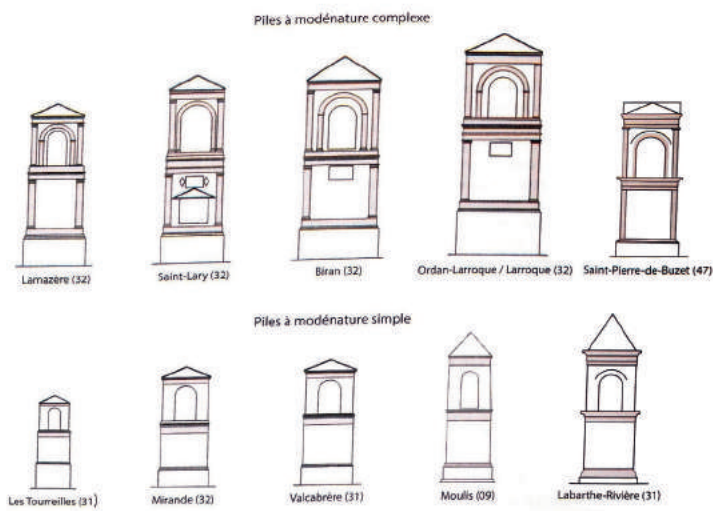 Piles à modénature complexe
Lamazère (32)
Saint-Lary (32)
Biran (32)
Ordan-Larroque / Larroque (32)
Saint-Pierre-de-Buzet (47)
Piles à modénature simple
Les Tourreilles (31)
Mirande (32)
Valcabrère (31)
Moulis (09)
Labarthe-Rivière (31)